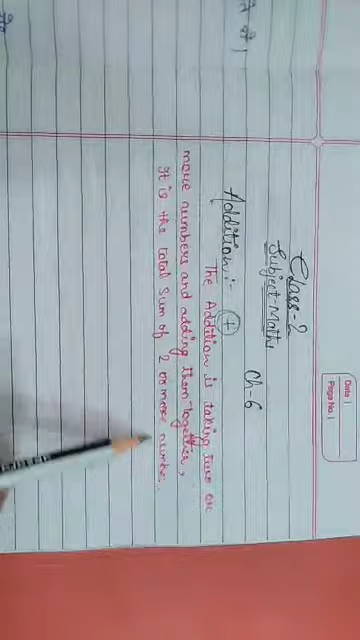 Date :
Page No. :
Class-2
Subject-Maths
Ch-6
Addition:- +
The Addition is taking two or
more numbers and adding them together,
It is the total sum of 2 or more number.